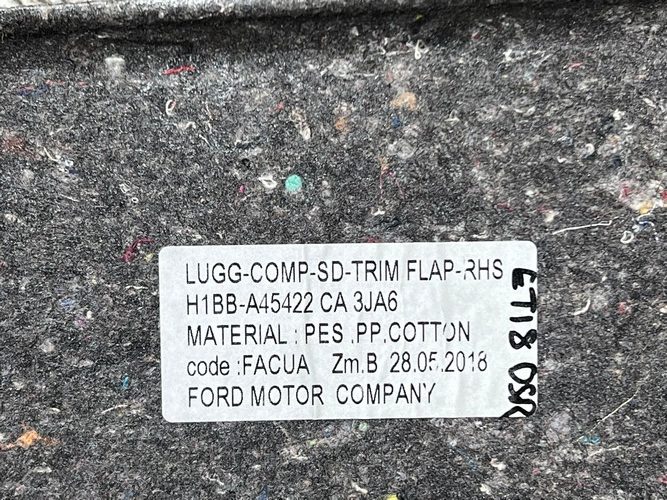 LUGG-COMP-SD-TRIM FLAP-RHS
H1BB-A45422 CA 3JA6
MATERIAL : PES .PP.COTTON
code :FACUA Zm.B 28.05.2018
FORD MOTOR COMPANY
ET18 OSR